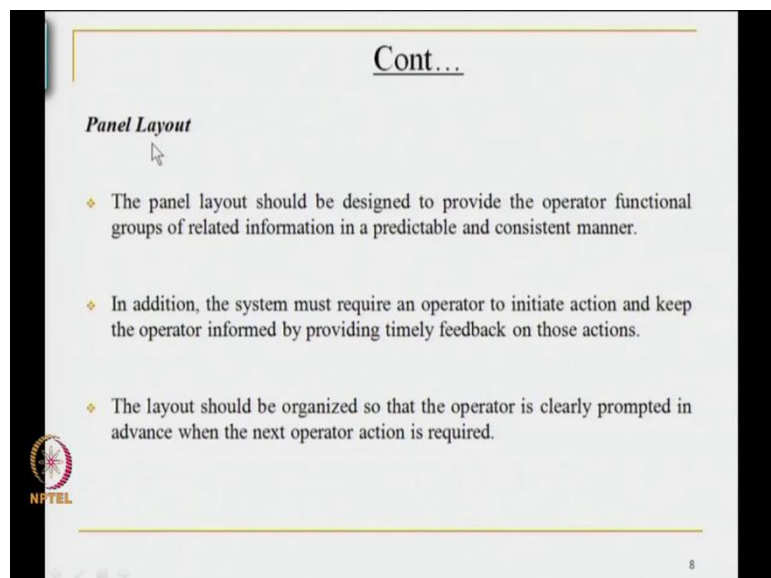 Cont...
Panel Layout
The panel layout should be designed to provide the operator functional
groups of related information in a predictable and consistent manner.
In addition, the system must require an operator to initiate action and keep
the operator informed by providing timely feedback on those actions.
The layout should be organized so that the operator is clearly prompted in
advance when the next operator action is required.
NPTEL
8